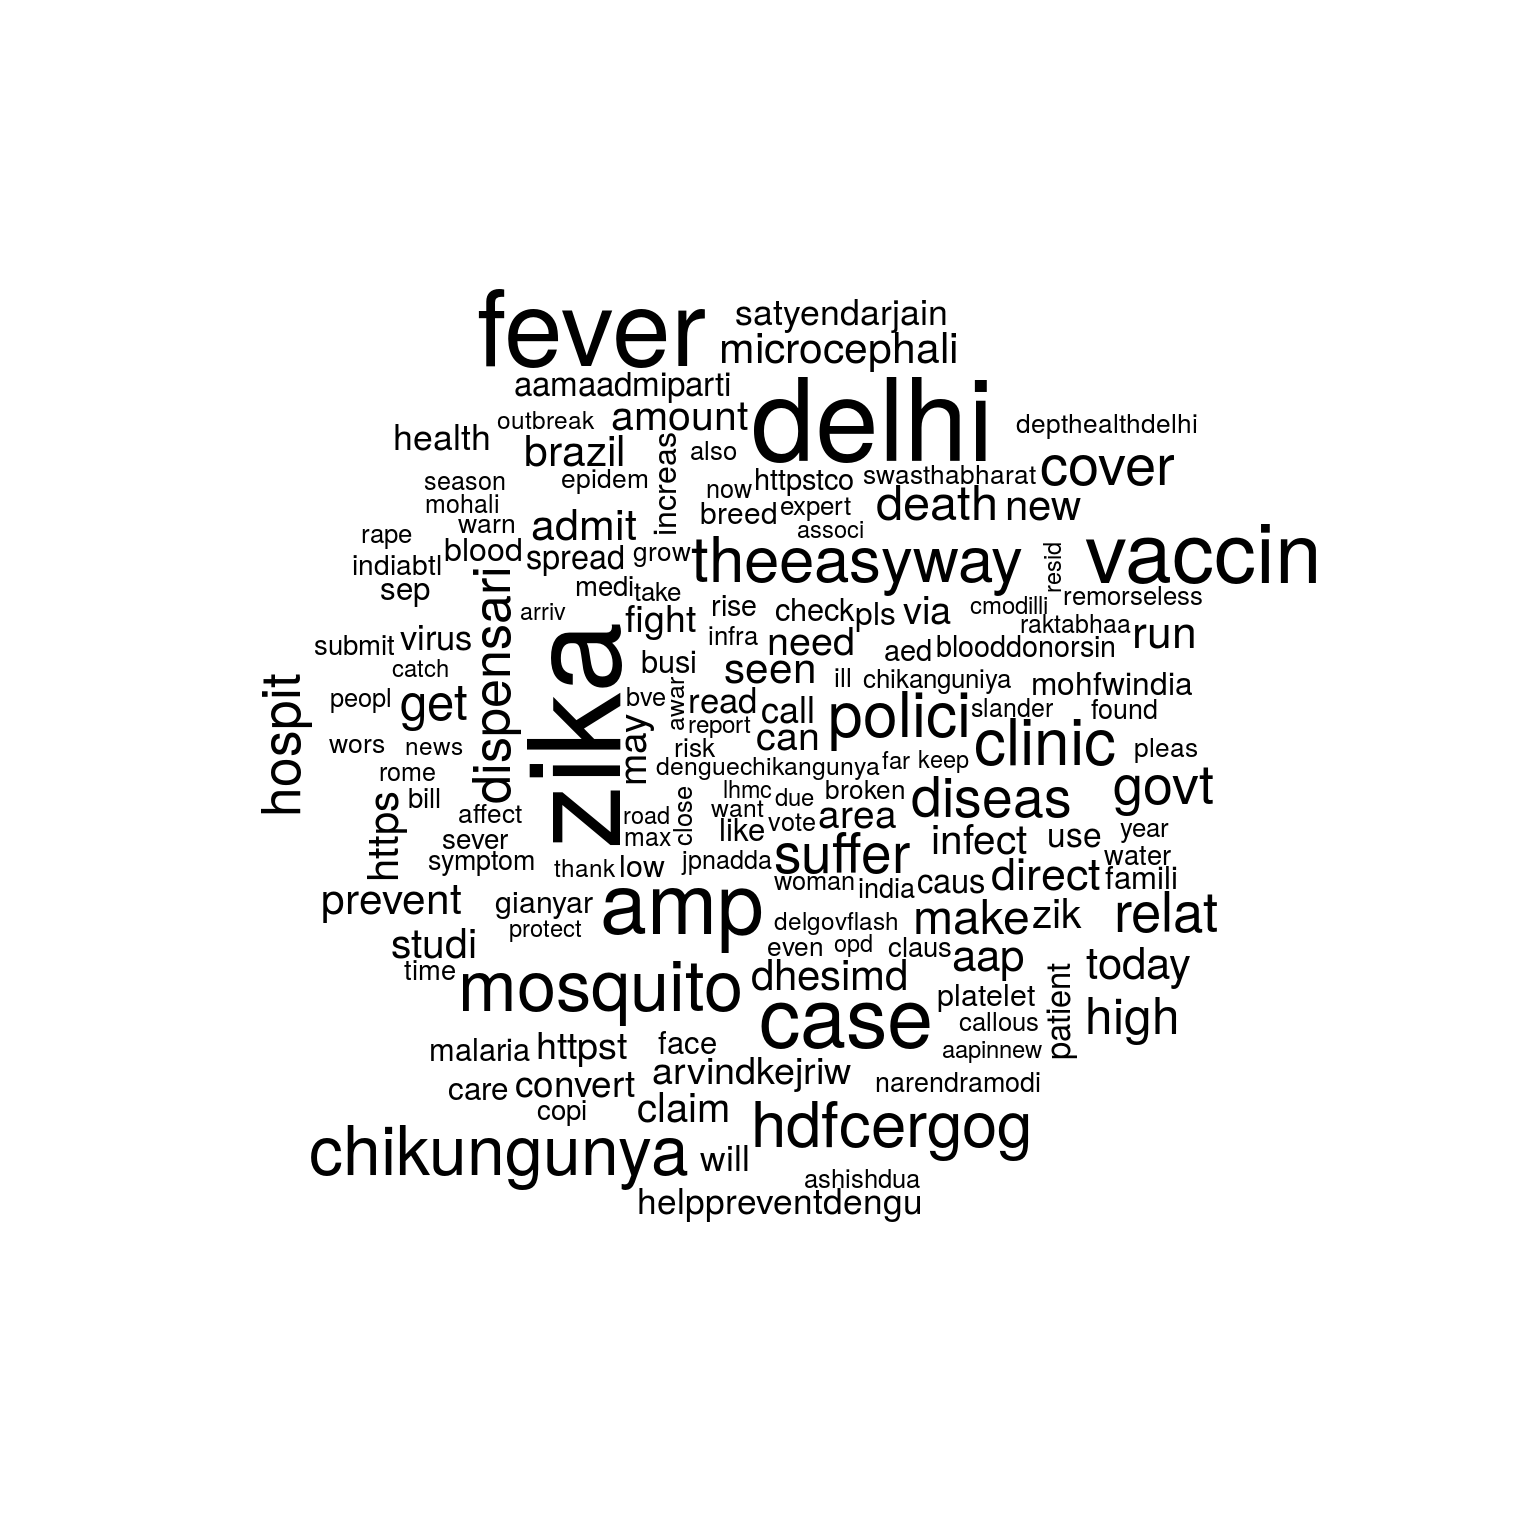 fever
satyendarjain
microcephali
aamaadmiparti
delhi
outbreak
amount
depthealthdelhi
health
brazil
increas
also
cover
season
epidem
now
httpstco
swasthabharat
mohali
breed
expert
death
new
rape
warn
admit
associ
indiabtl
blood
spread
grow
theeasyway
resid
vaccin
sep
dispensari
medi
take
arriv
zika
fight
rise
check
pls
via
cmodilli
remorseless
raktabhaa
run
submit
virus
infra
need
aed
blooddonorsin
catch
busi
seen
ill
chikanguniya
mohfwindia
hospit
peopl
get
bve
awar
read
call
polici
slander
found
wors
news
may
report
can
clinic
pleas
risk
rome
denguechikangunya
far
keep
https
bill
affect
road
close
lhmc
want
due
broken
diseas
govt
sever
max
like
vote
area
infect
use
year
symptom
thank
low
jpnadda
suffer
water
woman
india
caus
direct
famili
prevent
gianyar
amp
protect
delgovflash
make
zik
relat
studi
even
opd
claus
aap
today
time
mosquito
dhesimd
case
platelet
patient
high
callous
malaria
httpst
face
aapinnew
care
convert
arvindkejriw
narendramodi
copi
claim
hdfcergog
chikungunya
will
ashishdua
helppreventdengu